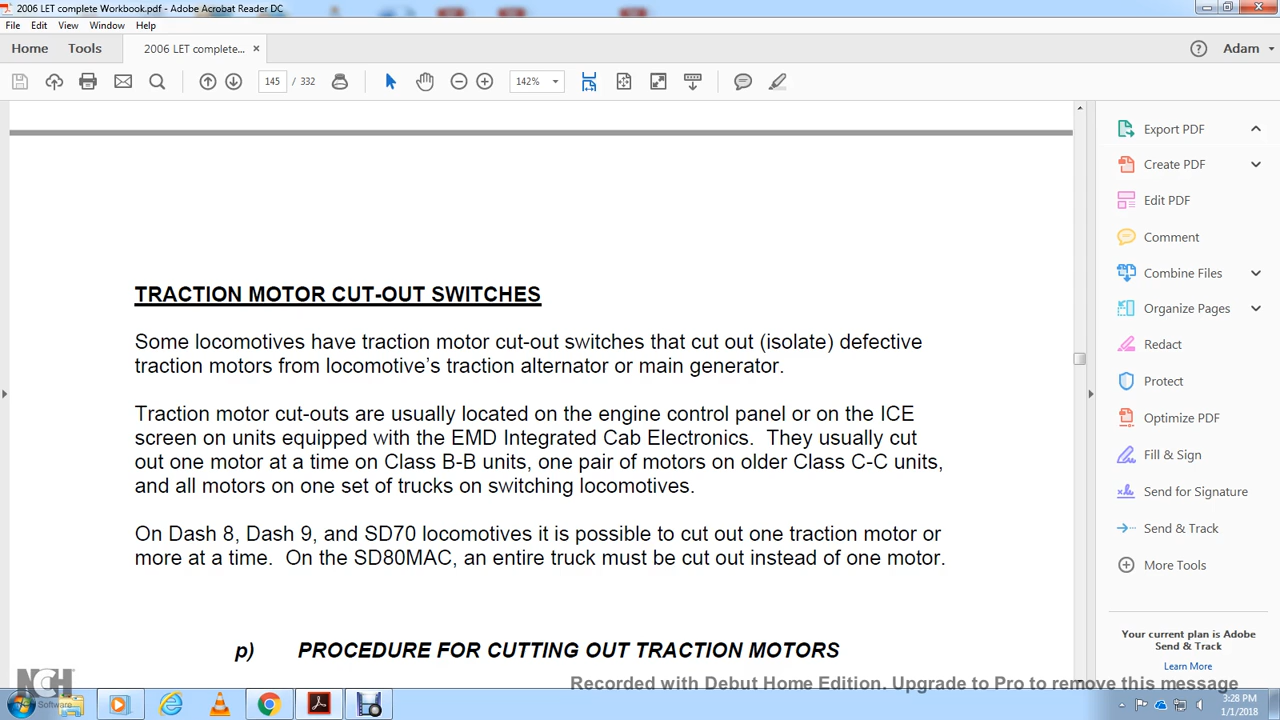 2006 LET complete Workbook.pdf - Adobe Acrobat Reader DC
File Edit View Window Help
Home Tools 2006 LET complete... × Adam
145 / 332 142%
TRACTION MOTOR CUT-OUT SWITCHES
Some locomotives have traction motor cut-out switches that cut out (isolate) defective
traction motors from locomotive's traction alternator or main generator.
Traction motor cut-outs are usually located on the engine control panel or on the ICE
screen on units equipped with the EMD Integrated Cab Electronics. They usually cut
out one motor at a time on Class B-B units, one pair of motors on older Class C-C units,
and all motors on one set of trucks on switching locomotives.
On Dash 8, Dash 9, and SD70 locomotives it is possible to cut out one traction motor or
more at a time. On the SD80MAC, an entire truck must be cut out instead of one motor.
p) PROCEDURE FOR CUTTING OUT TRACTION MOTORS
Export PDF
Create PDF
Edit PDF
Comment
Combine Files
Organize Pages
Redact
Protect
Optimize PDF
Fill & Sign
Send for Signature
Send & Track
More Tools
Your current plan is Adobe
Send & Track
Learn More
NCH
Software
Recorded with Debut Home Edition. Upgrade to Pro to remove this message
3:28 PM
1/1/2018